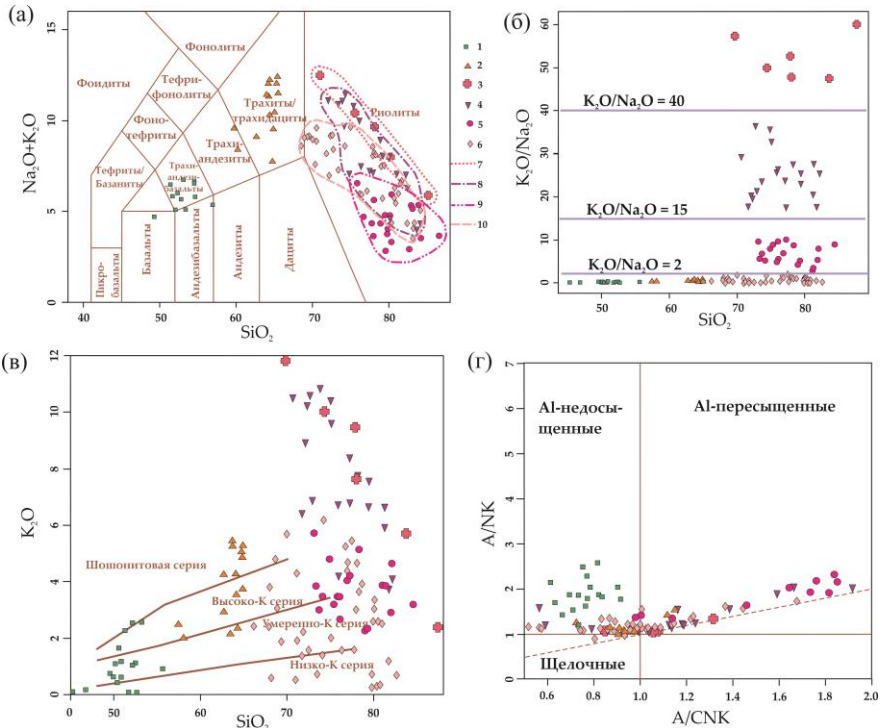 (а)
Na₂O+K₂O
15
10
5
0
Фоидиты
Фонолиты
Тефри-
фонолиты
Фоно-
тефриты
Тефриты/
Базаниты
Трахиты/
трахидациты
Риолиты
Трахи-
андезиты
Трахи-
андези-
базальты
Пикро-
базальты
Базальты
Андезибазальты
Андезиты
Дациты
40 50 60 70 80
SiO₂
1
2
3
4
5
6
7
8
9
10
(б)
K₂O/Na₂O
60
50
40
30
20
10
0
K₂O/Na₂O = 40
K₂O/Na₂O = 15
K₂O/Na₂O = 2
50 60 70 80
SiO₂
(в)
K₂O
12
10
8
6
4
2
0
Шошонитовая серия
Высоко-К серия
Умеренно-К серия
Низко-К серия
0 50 60 70 80
SiO₂
(г)
A/NK
7
6
5
4
3
2
1
0
Al-недосы-
щенные
Al-пересыщенные
Щелочные
0.6 0.8 1.0 1.2 1.4 1.6 1.8 2.0
A/CNK